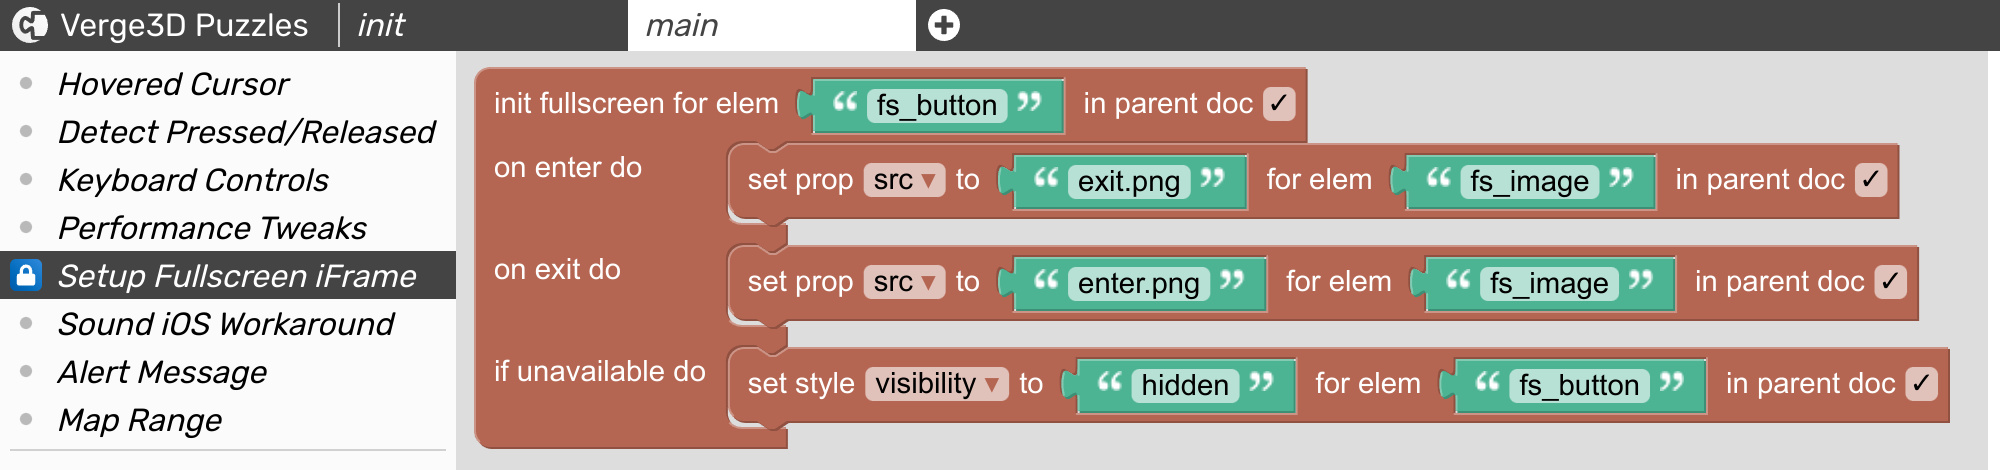 Verge3D Puzzles init main
Hovered Cursor
Detect Pressed/Released
Keyboard Controls
Performance Tweaks
Setup Fullscreen iFrame
Sound iOS Workaround
Alert Message
Map Range
init fullscreen for elem “ fs_button ” in parent doc ✓
on enter do set prop src ▾ to “ exit.png ” for elem “ fs_image ” in parent doc ✓
on exit do set prop src ▾ to “ enter.png ” for elem “ fs_image ” in parent doc ✓
if unavailable do set style visibility ▾ to “ hidden ” for elem “ fs_button ” in parent doc ✓